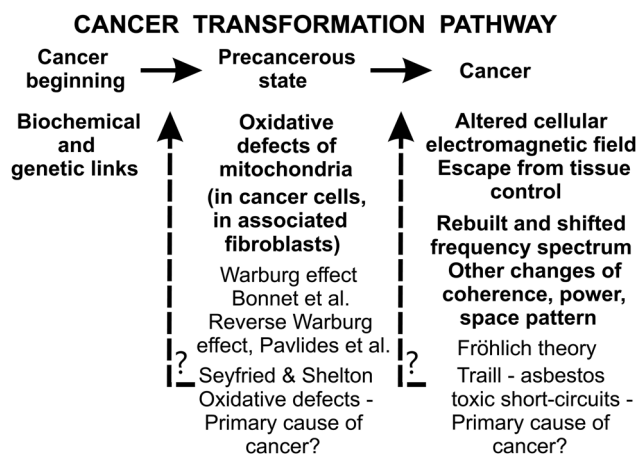 CANCER TRANSFORMATION PATHWAY
Cancer
beginning
Precancerous
state
Cancer
Biochemical
and
genetic links
Oxidative
defects of
mitochondria
(in cancer cells,
in associated
fibroblasts)
Warburg effect
Bonnet et al.
Reverse Warburg
effect, Pavlides et al.
?
Seyfried & Shelton
Oxidative defects -
Primary cause of
cancer?
Altered cellular
electromagnetic field
Escape from tissue
control
Rebuilt and shifted
frequency spectrum
Other changes of
coherence, power,
space pattern
Fröhlich theory
?
Traill - asbestos
toxic short-circuits -
Primary cause of
cancer?